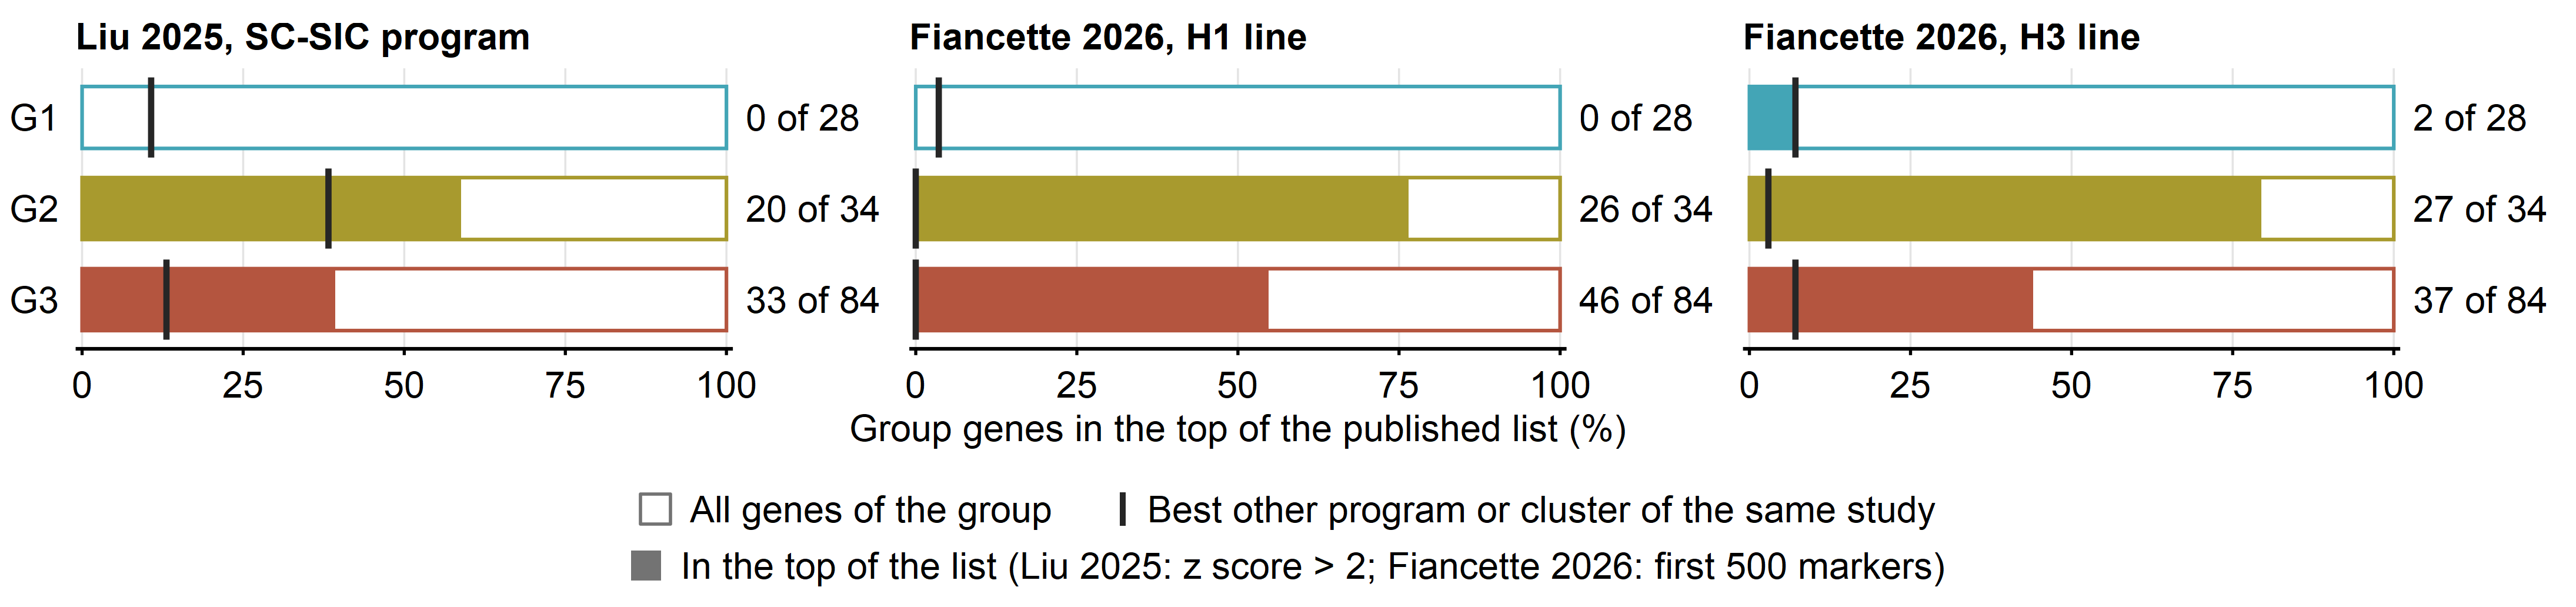 Liu 2025, SC-SIC program
Fiancette 2026, H1 line
Fiancette 2026, H3 line
G1
0 of 28
0 of 28
2 of 28
G2
20 of 34
26 of 34
27 of 34
G3
33 of 84
46 of 84
37 of 84
0 25 50 75 100
0 25 50 75 100
0 25 50 75 100
Group genes in the top of the published list (%)
All genes of the group
Best other program or cluster of the same study
In the top of the list (Liu 2025: z score > 2; Fiancette 2026: first 500 markers)